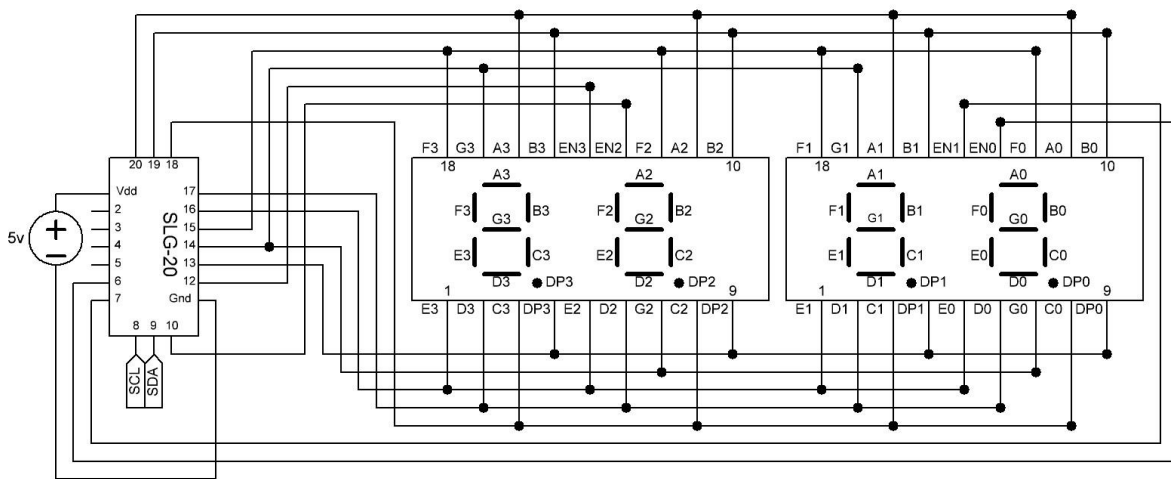 F3 G3 A3 B3 EN3 EN2 F2 A2 B2 F1 G1 A1 B1 EN1 EN0 F0 A0 B0
20 19 18 18 10 18 10
Vdd 17 A3 A2 A1 A0
2 16 F3 B3 F2 B2 F1 B1 F0 B0
3 15 G3 G2 G1 G0
5v 4 SLG-20 14
5 13 E3 C3 E2 C2 E1 C1 E0 C0
6 12 D3 DP3 D2 DP2 D1 DP1 D0 DP0
7 Gnd 1 9 1 9
E3 D3 C3 DP3 E2 D2 G2 C2 DP2 E1 D1 C1 DP1 E0 D0 G0 C0 DP0
8 9 10
SCL SDA